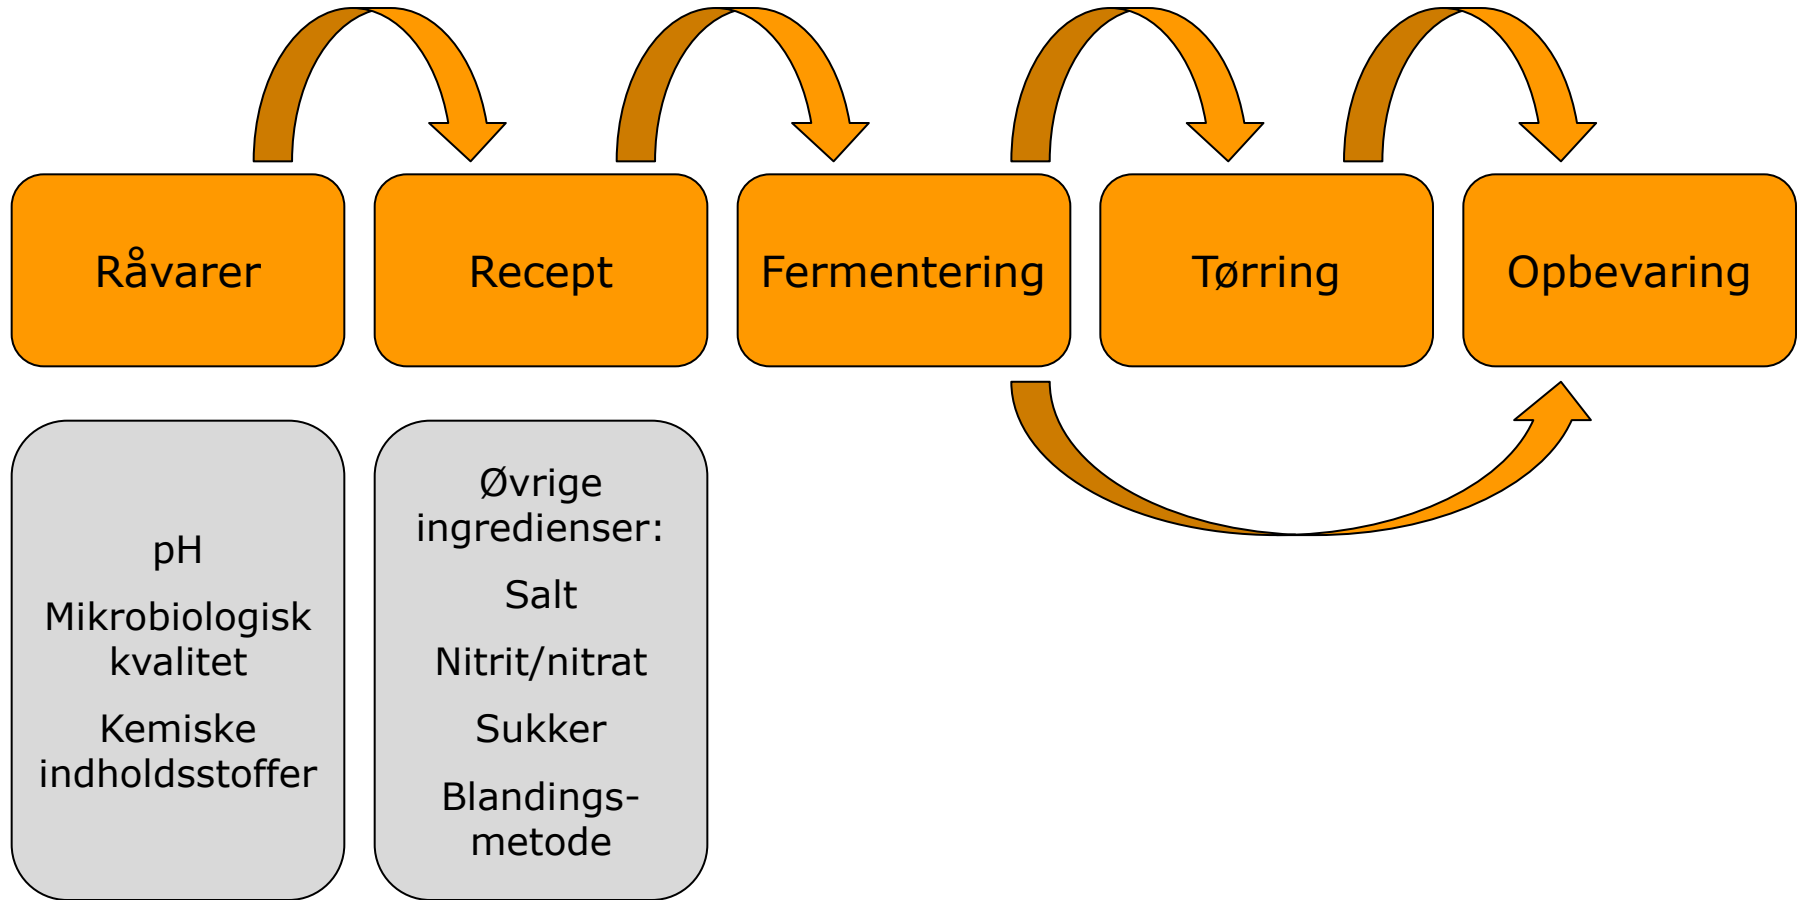 Råvarer
Recept
Fermentering
Tørring
Opbevaring
pH
Mikrobiologisk
kvalitet
Kemiske
indholdsstoffer
Øvrige
ingredienser:
Salt
Nitrit/nitrat
Sukker
Blandings-
metode